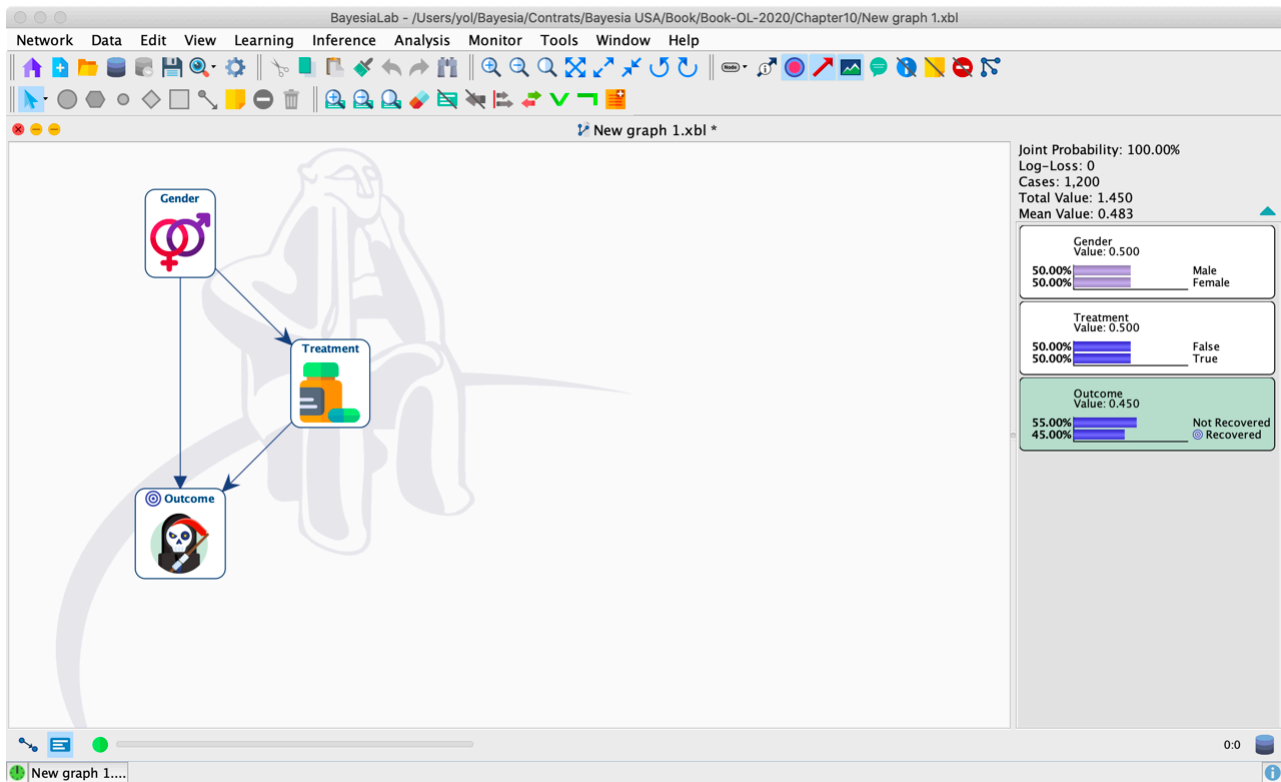 BayesiaLab - /Users/yol/Bayesia/Contrats/Bayesia USA/Book/Book-OL-2020/Chapter10/New graph 1.xbl
Network Data Edit View Learning Inference Analysis Monitor Tools Window Help
New graph 1.xbl *
Gender
Treatment
Outcome
Joint Probability: 100.00%
Log-Loss: 0
Cases: 1,200
Total Value: 1.450
Mean Value: 0.483
Gender
Value: 0.500
50.00% Male
50.00% Female
Treatment
Value: 0.500
50.00% False
50.00% True
Outcome
Value: 0.450
55.00% Not Recovered
45.00% Recovered
0:0
New graph 1....